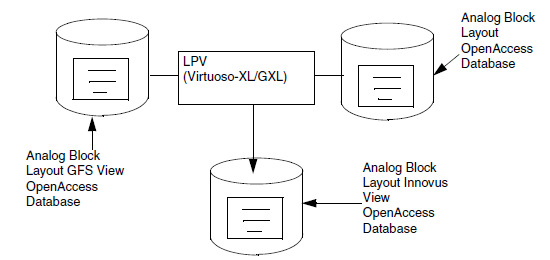 Analog Block
Layout
OpenAccess
Database
LPV
(Virtuoso-XL/GXL)
Analog Block
Layout GFS View
OpenAccess
Database
Analog Block
Layout Innovus
View
OpenAccess
Database